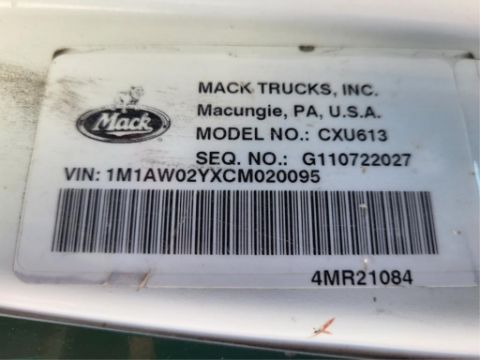 MACK TRUCKS, INC.
Macungie, PA, U.S.A.
Mack
MODEL NO.: CXU613
SEQ. NO.: G110722027
VIN: 1M1AW02YXCM020095
4MR21084